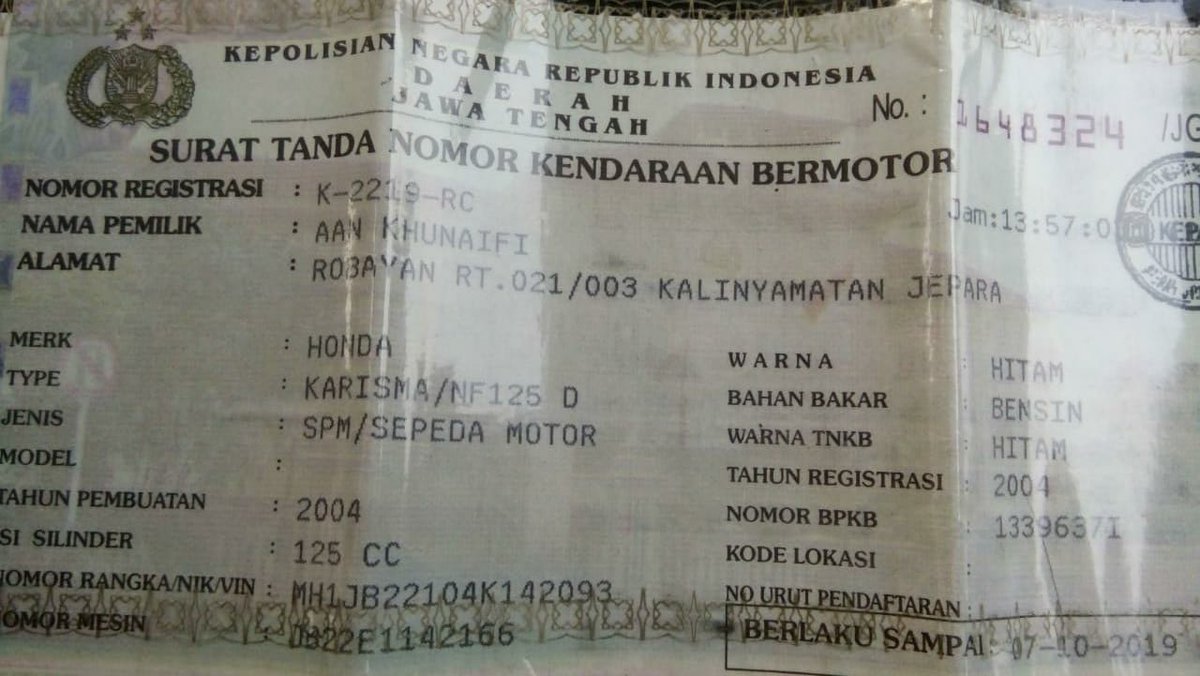 KEPOLISIAN NEGARA REPUBLIK INDONESIA
DAERAH
JAWA TENGAH
No. : 1648324 /JG
SURAT TANDA NOMOR KENDARAAN BERMOTOR
NOMOR REGISTRASI : K-2219-RC
Jam:13:57:0
NAMA PEMILIK : AAN KHUNAIFI
ALAMAT : ROBAYAN RT.021/003 KALINYAMATAN JEPARA
MERK : HONDA
TYPE : KARISMA/NF125 D
JENIS : SPM/SEPEDA MOTOR
MODEL :
TAHUN PEMBUATAN : 2004
SI SILINDER : 125 CC
NOMOR RANGKA/NIK/VIN : MH1JB22104K142093
OMOR MESIN : JB22E1142166
WARNA : HITAM
BAHAN BAKAR : BENSIN
WARNA TNKB : HITAM
TAHUN REGISTRASI : 2004
NOMOR BPKB : 13396371
KODE LOKASI :
NO URUT PENDAFTARAN :
BERLAKU SAMPAI : 07-10-2019